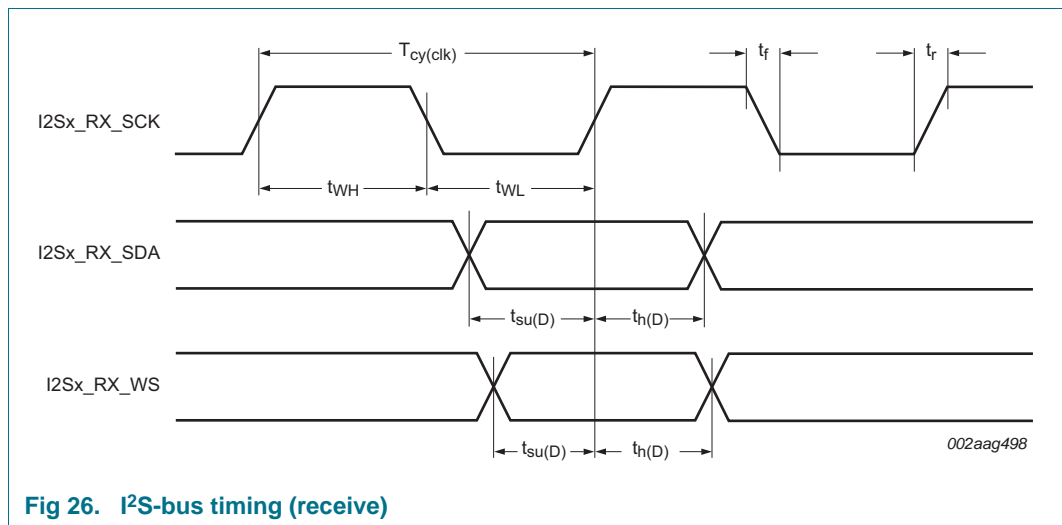 Tcy(clk)
tf
tr
I2Sx_RX_SCK
tWH
tWL
I2Sx_RX_SDA
tsu(D)
th(D)
I2Sx_RX_WS
tsu(D)
th(D)
002aag498
Fig 26. I2S-bus timing (receive)